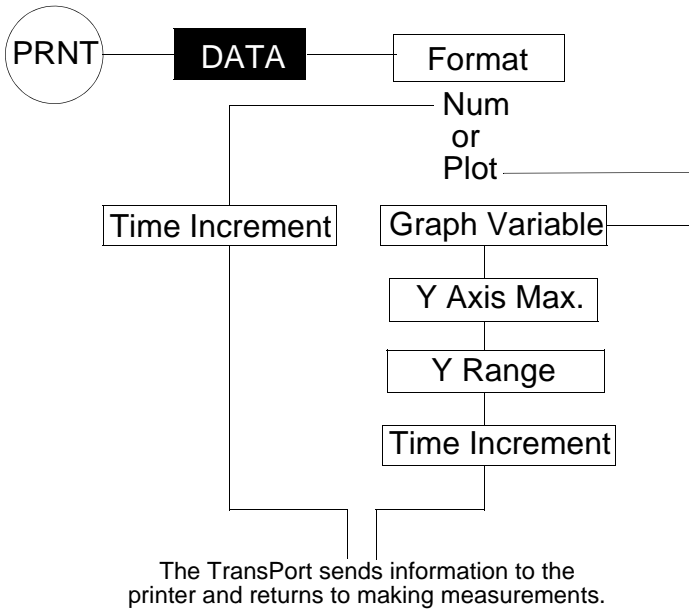 PRNT
DATA
Format
Num
or
Plot
Time Increment
Graph Variable
Y Axis Max.
Y Range
Time Increment
The TransPort sends information to the
printer and returns to making measurements.